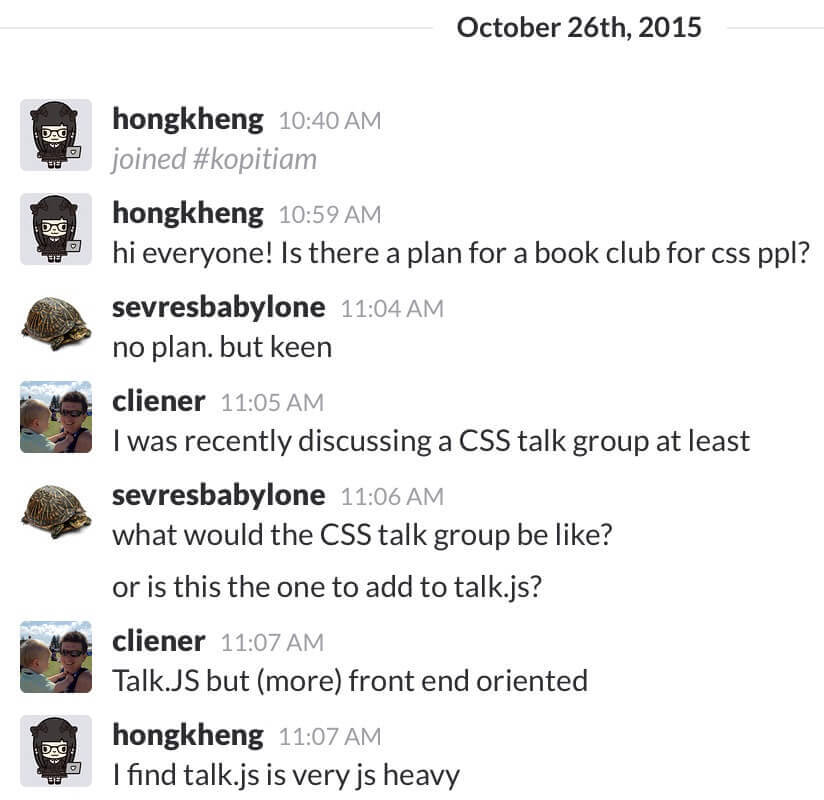 October 26th, 2015
hongkheng 10:40 AM
joined #kopitiam
hongkheng 10:59 AM
hi everyone! Is there a plan for a book club for css ppl?
sevresbabylone 11:04 AM
no plan. but keen
cliener 11:05 AM
I was recently discussing a CSS talk group at least
sevresbabylone 11:06 AM
what would the CSS talk group be like?
or is this the one to add to talk.js?
cliener 11:07 AM
Talk.JS but (more) front end oriented
hongkheng 11:07 AM
I find talk.js is very js heavy